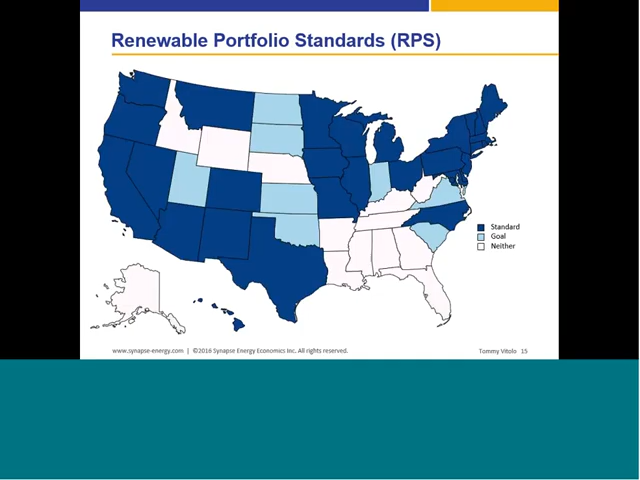 Renewable Portfolio Standards (RPS)
Standard
Goal
Neither
www.synapse-energy.com | ©2016 Synapse Energy Economics Inc. All rights reserved.
Tommy Vitolo 15